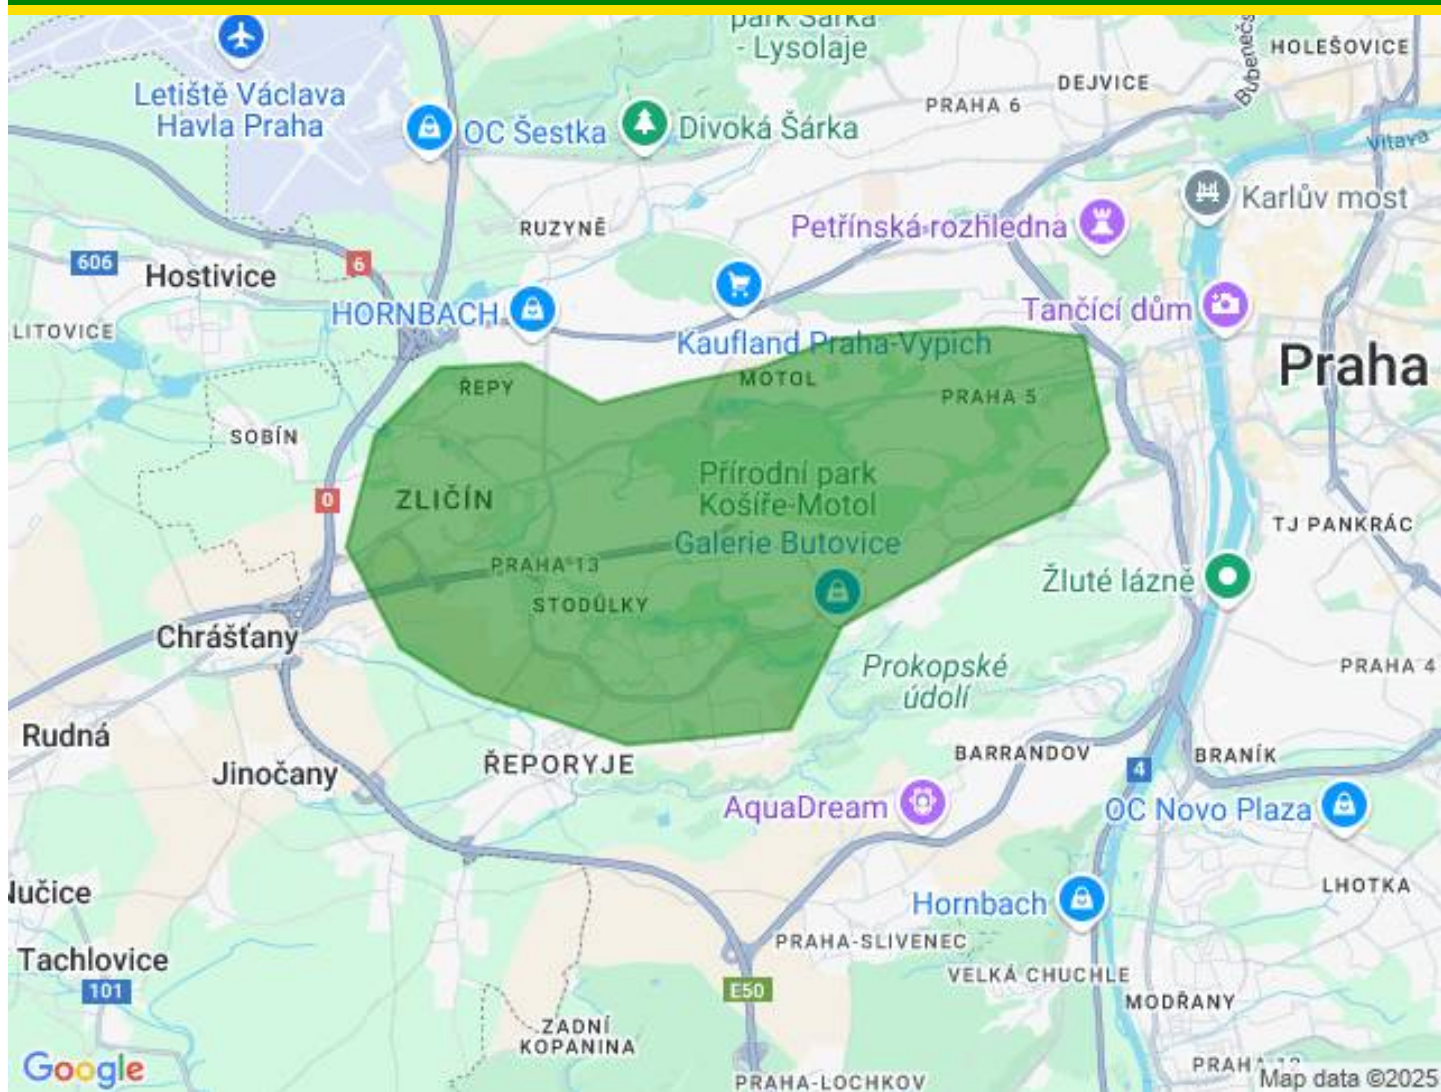 park Šárka
- Lysolaje
HOLEŠOVICE
DEJVICE
Bubenečs
PRAHA 6
Letiště Václava
Havla Praha
OC Šestka
Divoká Šárka
Vltava
Karlův most
RUZYNĚ
Petřínská rozhledna
606
6
Hostivice
HORNBACH
Tančící dům
LITOVICE
Kaufland Praha-Vypich
Praha
ŘEPY
MOTOL
PRAHA 5
SOBÍN
Přírodní park
Košíře-Motol
ZLIČÍN
0
TJ PANKRÁC
Galerie Butovice
PRAHA 13
Žluté lázně
STODŮLKY
Chrášťany
PRAHA 4
Prokopské
údolí
Rudná
ŘEPORYJE
BARRANDOV
BRANÍK
Jinočany
4
AquaDream
OC Novo Plaza
Nučice
LHOTKA
Hornbach
PRAHA-SLIVENEC
Tachlovice
VELKÁ CHUCHLE
101
E50
MODŘANY
ZADNÍ
KOPANINA
Google
PRAHA 12
Map data ©2025
PRAHA-LOCHKOV